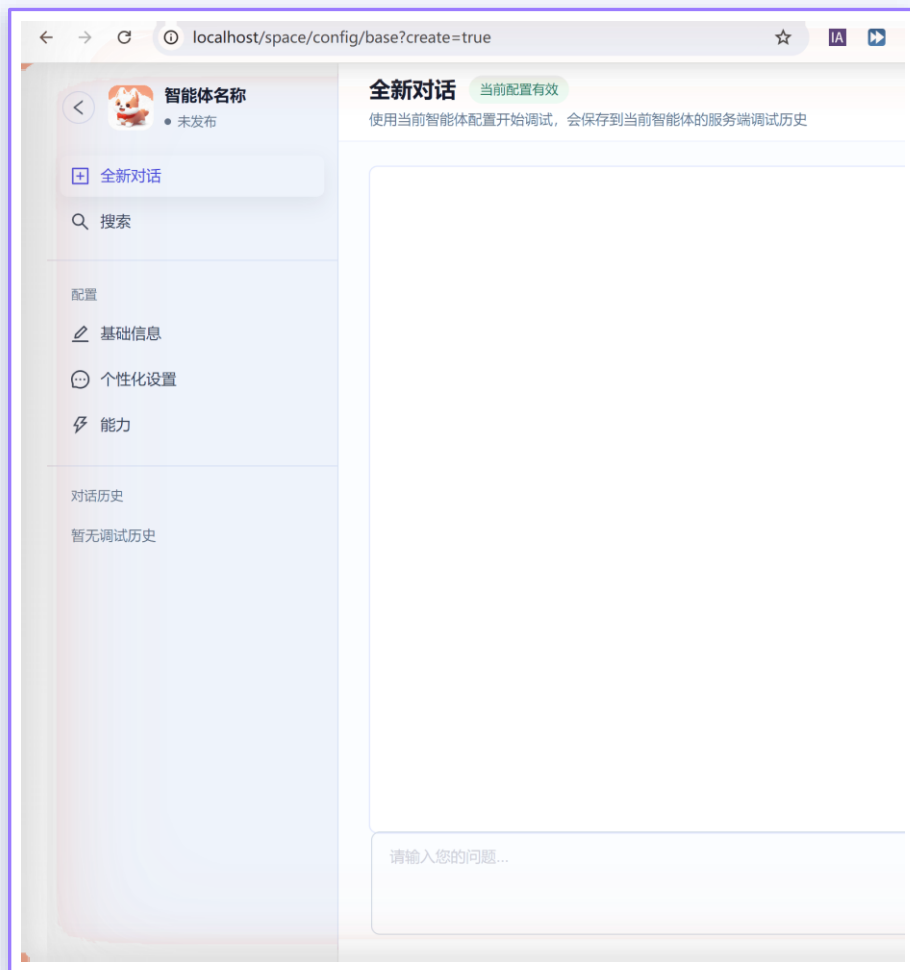 localhost/space/config/base?create=true
IA
智能体名称
未发布
全新对话
搜索
配置
基础信息
个性化设置
能力
对话历史
暂无调试历史
全新对话
当前配置有效
使用当前智能体配置开始调试，会保存到当前智能体的服务端调试历史
请输入您的问题...